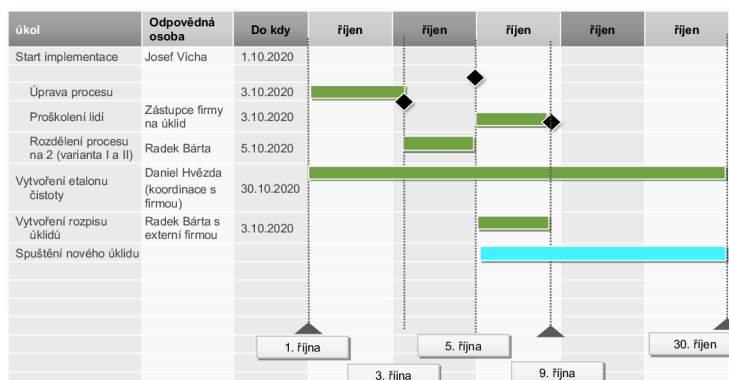 úkol Odpovědná osoba Do kdy říjen říjen říjen říjen říjen
Start implementace Josef Vícha 1.10.2020
Úprava procesu 3.10.2020
Proškolení lidí Zástupce firmy na úklid 3.10.2020
Rozdělení procesu na 2 (varianta I a II) Radek Bárta 5.10.2020
Vytvoření etalonu čistoty Daniel Hvězda (koordinace s firmou) 30.10.2020
Vytvoření rozpisu úklidů Radek Bárta s externí firmou 3.10.2020
Spuštění nového úklidu
1. října
5. října
30. říjen
3. října
9. října